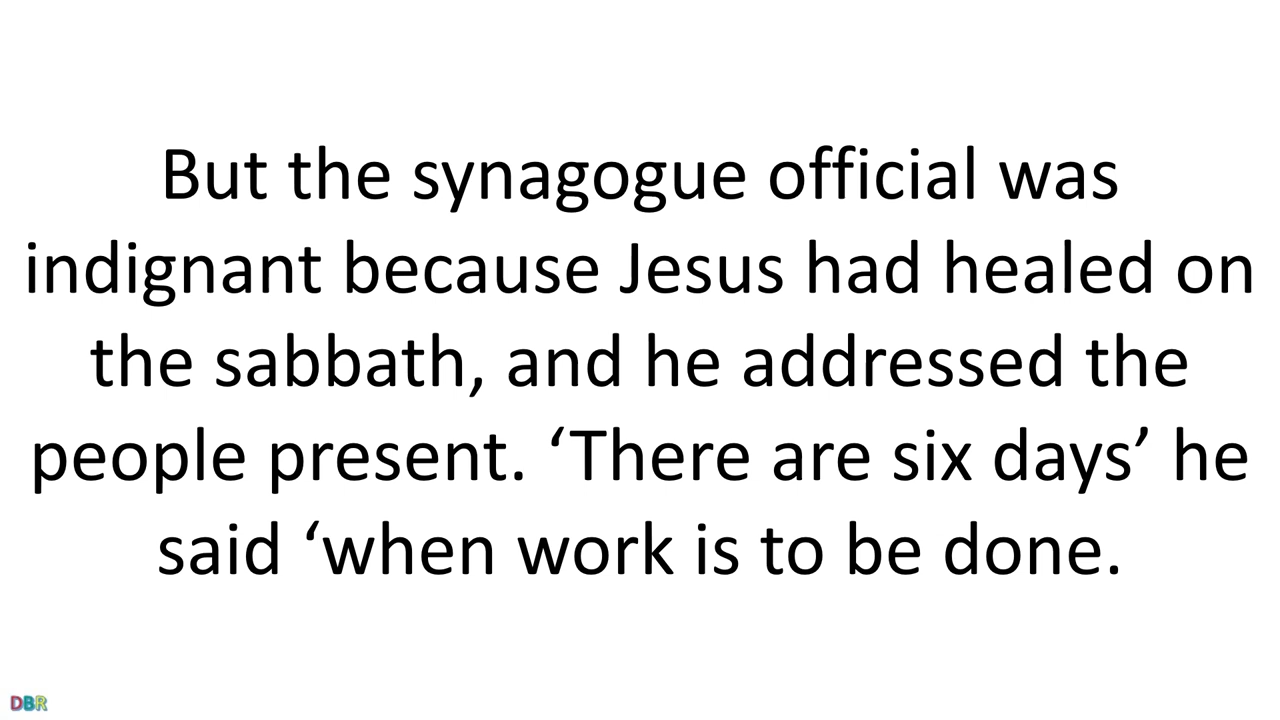 But the synagogue official was
indignant because Jesus had healed on
the sabbath, and he addressed the
people present. ‘There are six days’ he
said ‘when work is to be done.
DBR